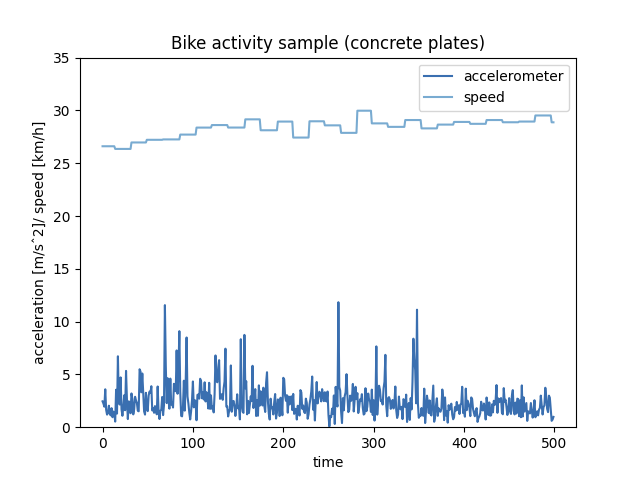 Bike activity sample (concrete plates)
accelerometer
speed
acceleration [m/sˆ2]/ speed [km/h]
35
30
25
20
15
10
5
0
0 100 200 300 400 500
time